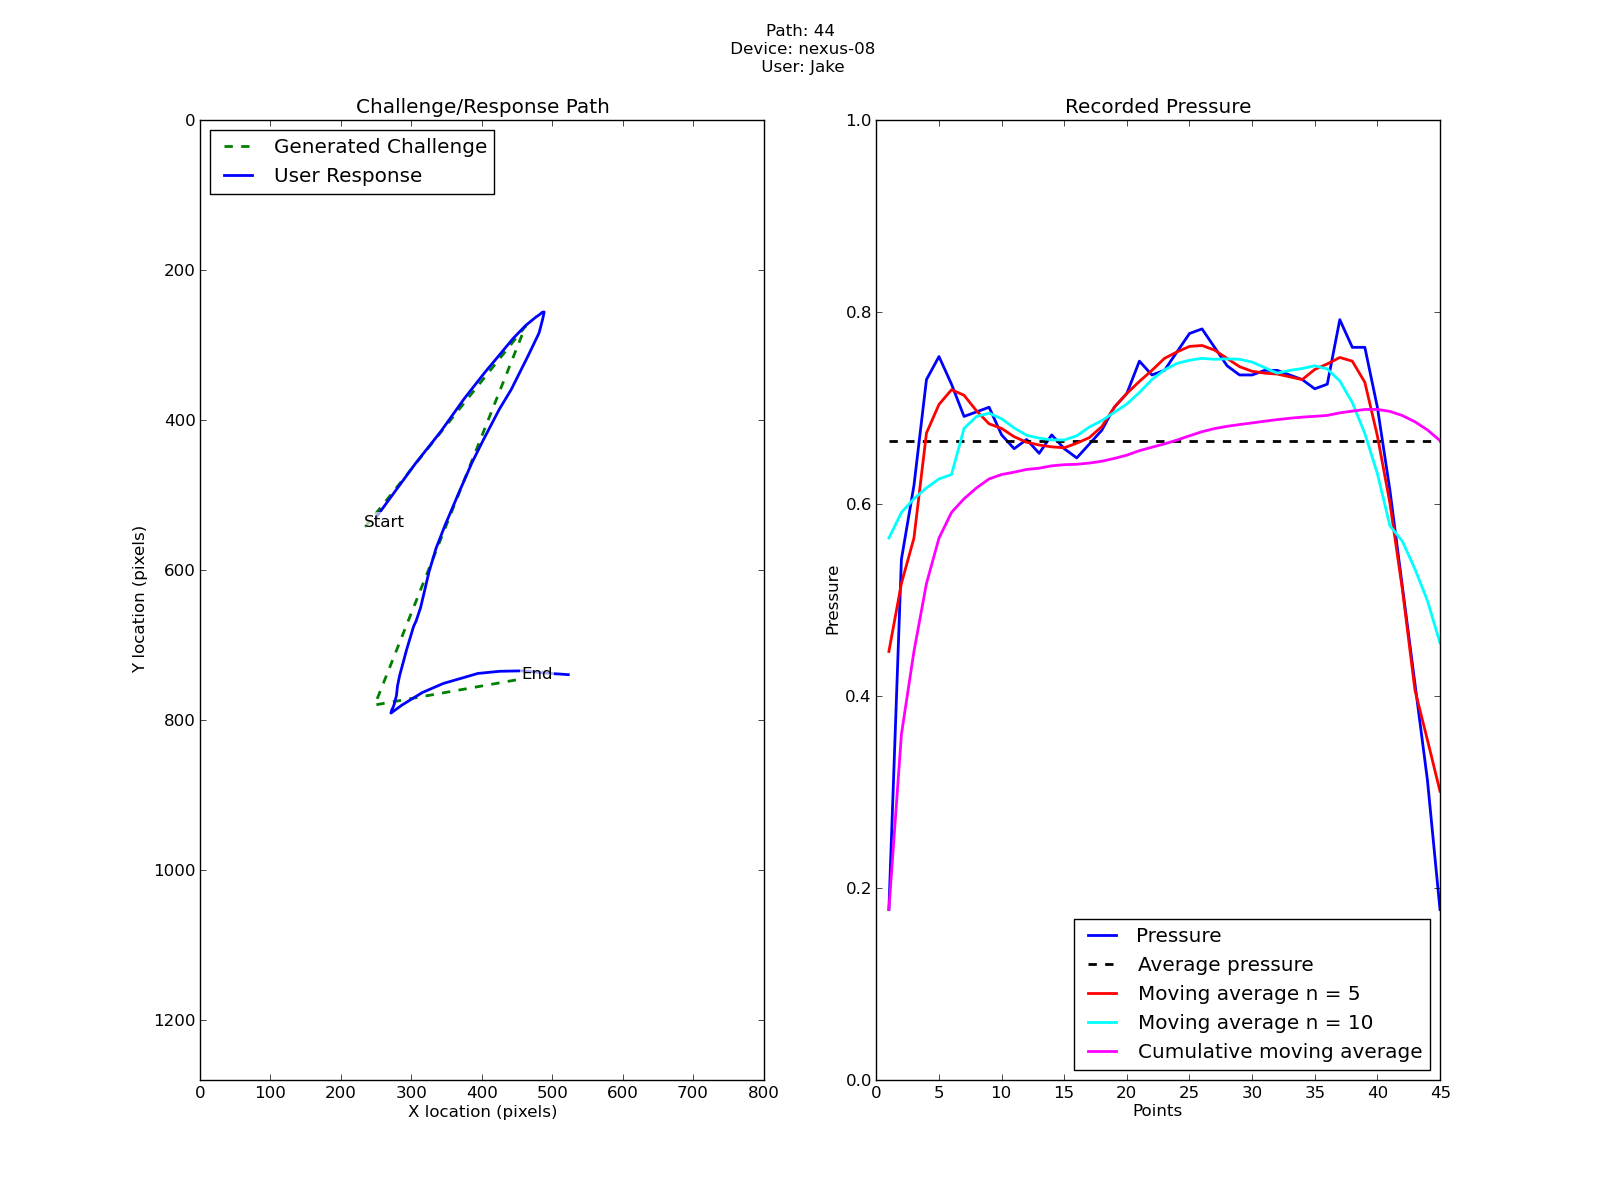 Path: 44
Device: nexus-08
User: Jake
Challenge/Response Path
Generated Challenge
User Response
0
200
400
600
800
1000
1200
Y location (pixels)
Start
End
0 100 200 300 400 500 600 700 800
X location (pixels)
Recorded Pressure
1.0
0.8
0.6
0.4
0.2
0.0
Pressure
Pressure
Average pressure
Moving average n = 5
Moving average n = 10
Cumulative moving average
0 5 10 15 20 25 30 35 40 45
Points